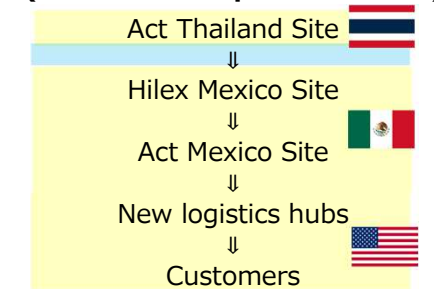 Act Thailand Site
⇓
Hilex Mexico Site
⇓
Act Mexico Site
⇓
New logistics hubs
⇓
Customers